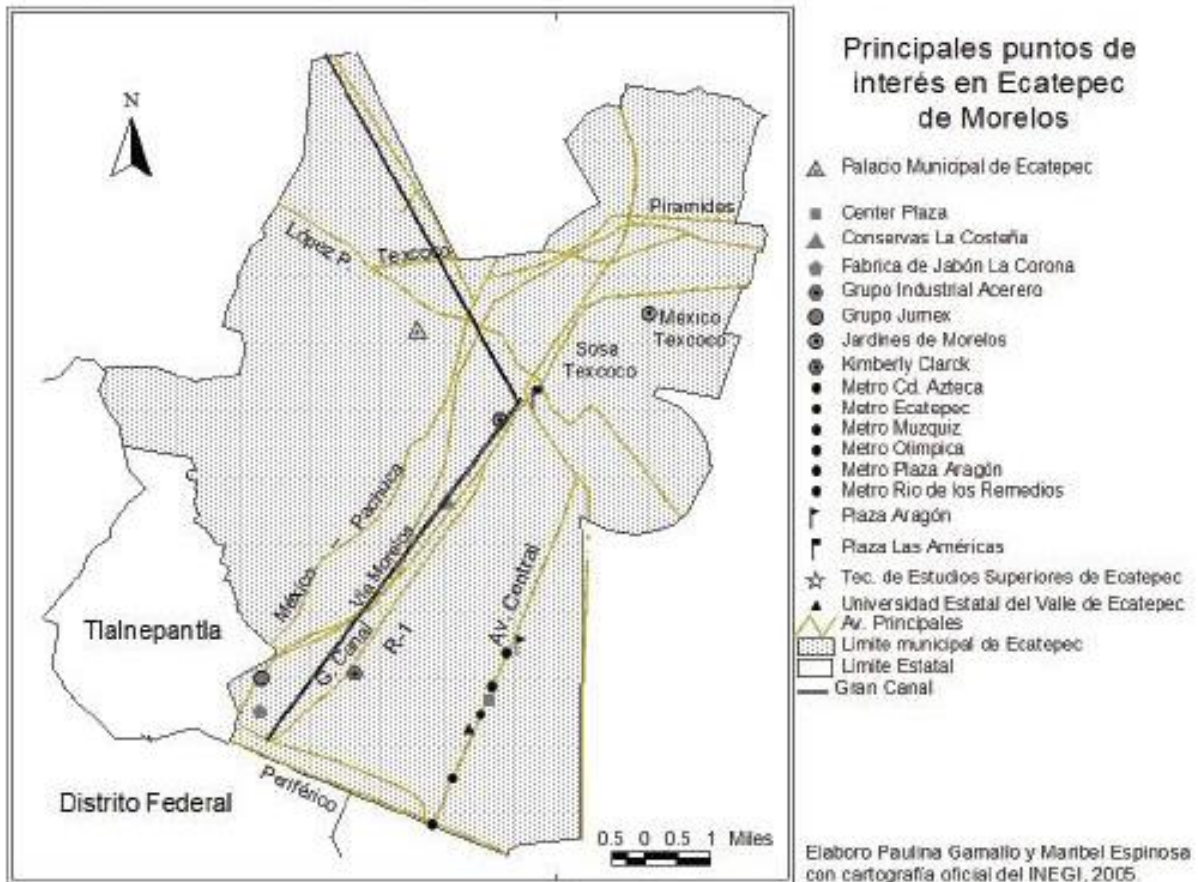 Principales puntos de
interés en Ecatepec
de Morelos
Palacio Municipal de Ecatepec
Center Plaza
Conservas La Costeña
Fabrica de Jabón La Corona
Grupo Industrial Acerero
Grupo Jumex
Jardines de Morelos
Kimberly Clarck
Metro Cd. Azteca
Metro Ecatepec
Metro Muzquiz
Metro Olimpica
Metro Plaza Aragón
Metro Rio de los Remedios
Plaza Aragón
Plaza Las Américas
Tec. de Estudios Superiores de Ecatepec
Universidad Estatal del Valle de Ecatepec
Av. Principales
Limite municipal de Ecatepec
Limite Estatal
Gran Canal
Elaboro Paulina Gamallo y Maribel Espinosa
con cartografía oficial del INEGI, 2005.
N
Piramides
López P.
Texcoco
Mexico
Texcoco
Sosa
Texcoco
Pachuca
México
Vía Morelos
G. Canal
R-1
Av. Central
Tlalnepantla
Periférico
Distrito Federal
0.5 0 0.5 1 Miles